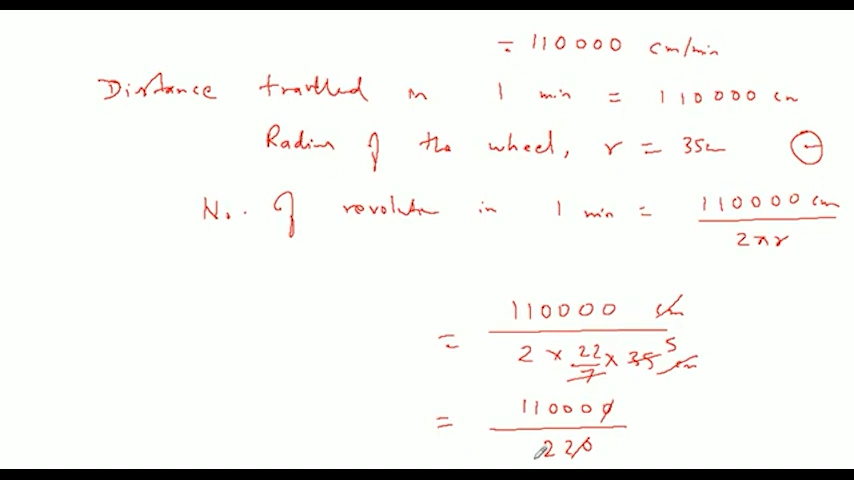 = 110000 cm/min
Distance travelled in 1 min = 110000 cm
Radius of the wheel, r = 35cm
No. of revolution in 1 min = 110000 cm / 2πr
= 110000 cm / 2 × 22/7 × 35 5 cm
= 110000 / 220